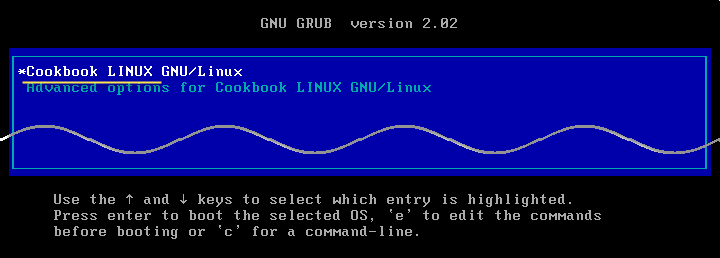 GNU GRUB version 2.02
*Cookbook LINUX GNU/Linux
Advanced options for Cookbook LINUX GNU/Linux
Use the ↑ and ↓ keys to select which entry is highlighted.
Press enter to boot the selected OS, `e' to edit the commands
before booting or `c' for a command-line.